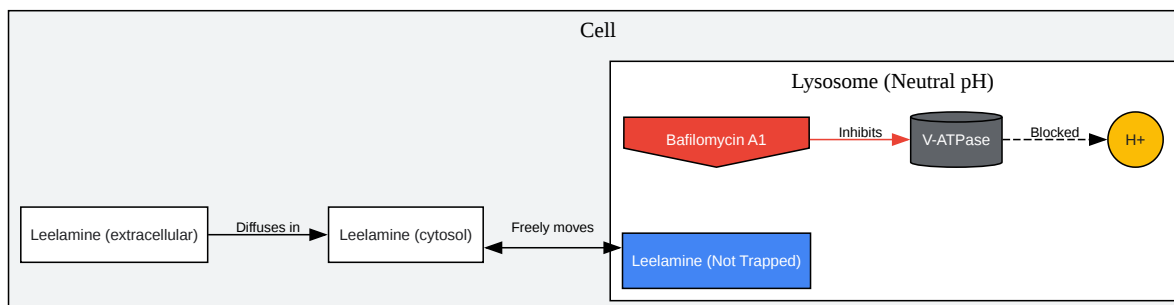 Cell
Lysosome (Neutral pH)
Bafilomycin A1
Inhibits
V-ATPase
Blocked
H+
Leelamine (extracellular)
Diffuses in
Leelamine (cytosol)
Freely moves
Leelamine (Not Trapped)